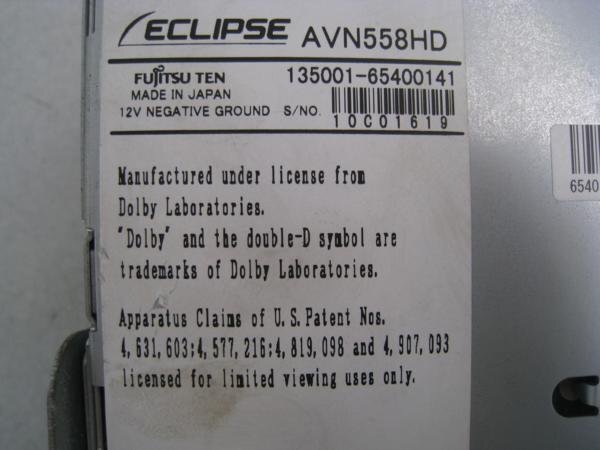 ECLIPSE AVN558HD
FUJITSU TEN 135001-65400141
MADE IN JAPAN
12V NEGATIVE GROUND S/NO.
10C01619
Manufactured under license from
Dolby Laboratories.
"Dolby" and the double-D symbol are
trademarks of Dolby Laboratories.
Apparatus Claims of U.S.Patent Nos.
4,631,603;4,577,216;4,819,098 and 4,907,093
licensed for limited viewing uses only.
6540